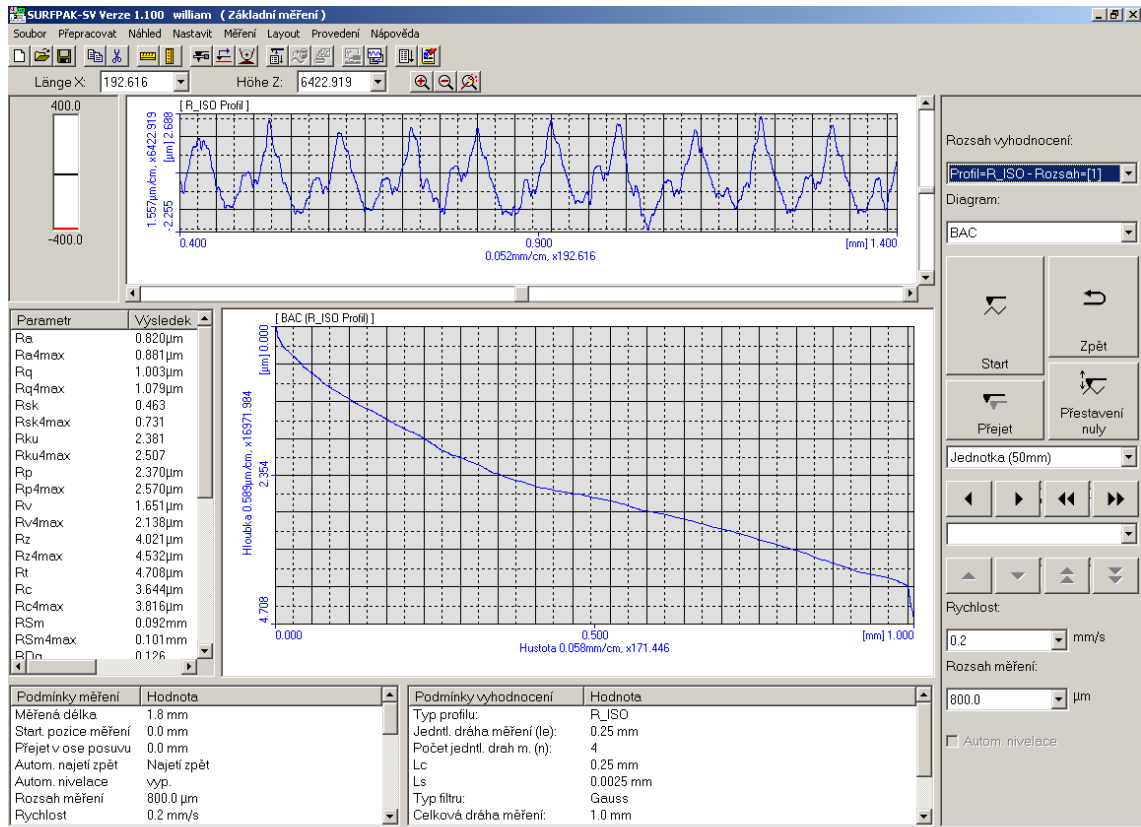 SURFPAK-SV Verze 1.100 william ( Základní měření )
Soubor Přepracovat Náhled Nastavit Měření Layout Provedení Nápověda
Länge X: 192.616 Höhe Z: 6422.919
400.0
-400.0
[ R_ISO Profil ]
1.557µm/cm, x6422.919
-2.255 [µm] 2.688
0.400 0.900 [mm] 1.400
0.052mm/cm, x192.616
Parametr Výsledek
Ra 0.820µm
Ra4max 0.881µm
Rq 1.003µm
Rq4max 1.079µm
Rsk 0.463
Rsk4max 0.731
Rku 2.381
Rku4max 2.507
Rp 2.370µm
Rp4max 2.570µm
Rv 1.651µm
Rv4max 2.138µm
Rz 4.021µm
Rz4max 4.532µm
Rt 4.708µm
Rc 3.644µm
Rc4max 3.816µm
RSm 0.092mm
RSm4max 0.101mm
RDq 0.126
[ BAC (R_ISO Profil) ]
Hloubka 0.589µm/cm, x16971.984
4.708 2.354 [µm] 0.000
0.000 0.500 [mm] 1.000
Hustota 0.058mm/cm, x171.446
Rozsah vyhodnocení:
Profil=R_ISO - Rozsah=[1]
Diagram:
BAC
Start
Zpět
Přejet
Přestavení
nuly
Jednotka (50mm)
Rychlost:
0.2 mm/s
Rozsah měření:
800.0 µm
Autom. nivelace
Podmínky měření Hodnota
Měřená délka 1.8 mm
Start. pozice měření 0.0 mm
Přejet v ose posuvu 0.0 mm
Autom. najetí zpět Najetí zpět
Autom. nivelace vyp.
Rozsah měření 800.0 µm
Rychlost 0.2 mm/s
Podmínky vyhodnocení Hodnota
Typ profilu: R_ISO
Jedntl. dráha měření (le): 0.25 mm
Počet jedntl. drah m. (n): 4
Lc 0.25 mm
Ls 0.0025 mm
Typ filtru: Gauss
Celková dráha měření: 1.0 mm